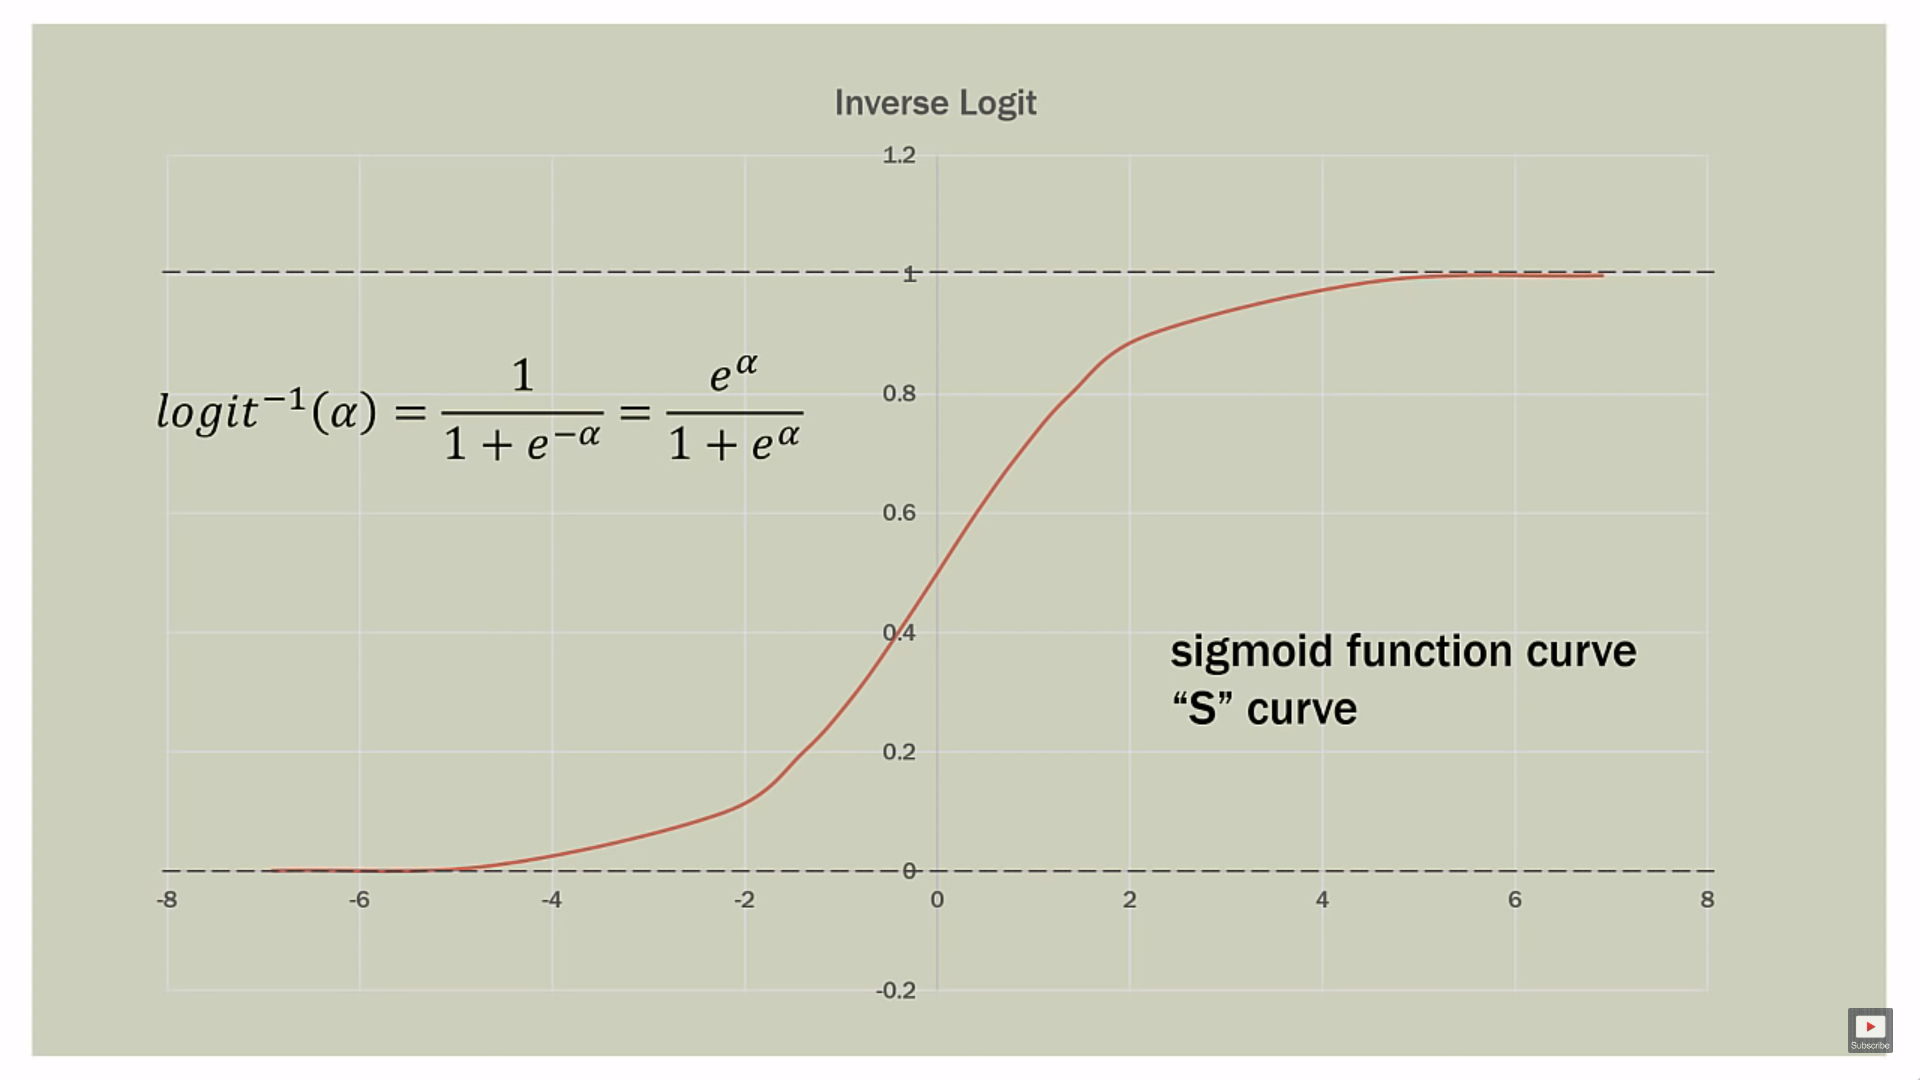 Inverse Logit
1.2
1
0.8
0.6
0.4
0.2
0
-0.2
-8 -6 -4 -2 0 2 4 6 8
logit⁻¹(α) = 1 / (1 + e^(−α)) = e^α / (1 + e^α)
sigmoid function curve
“S” curve
Subscribe